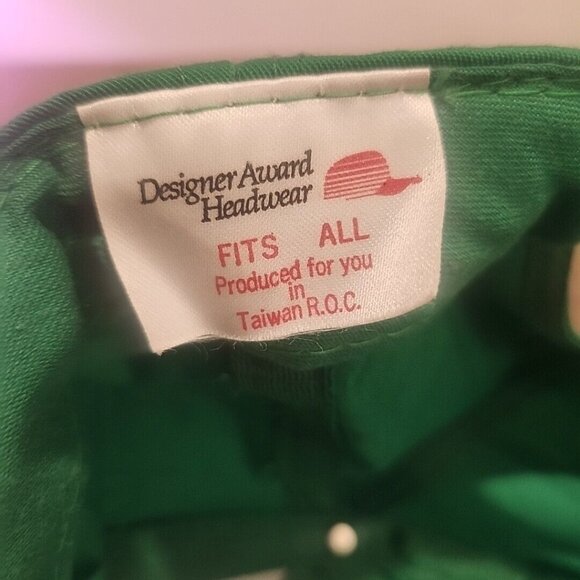 Designer Award
Headwear
FITS ALL
Produced for you
in
Taiwan R.O.C.